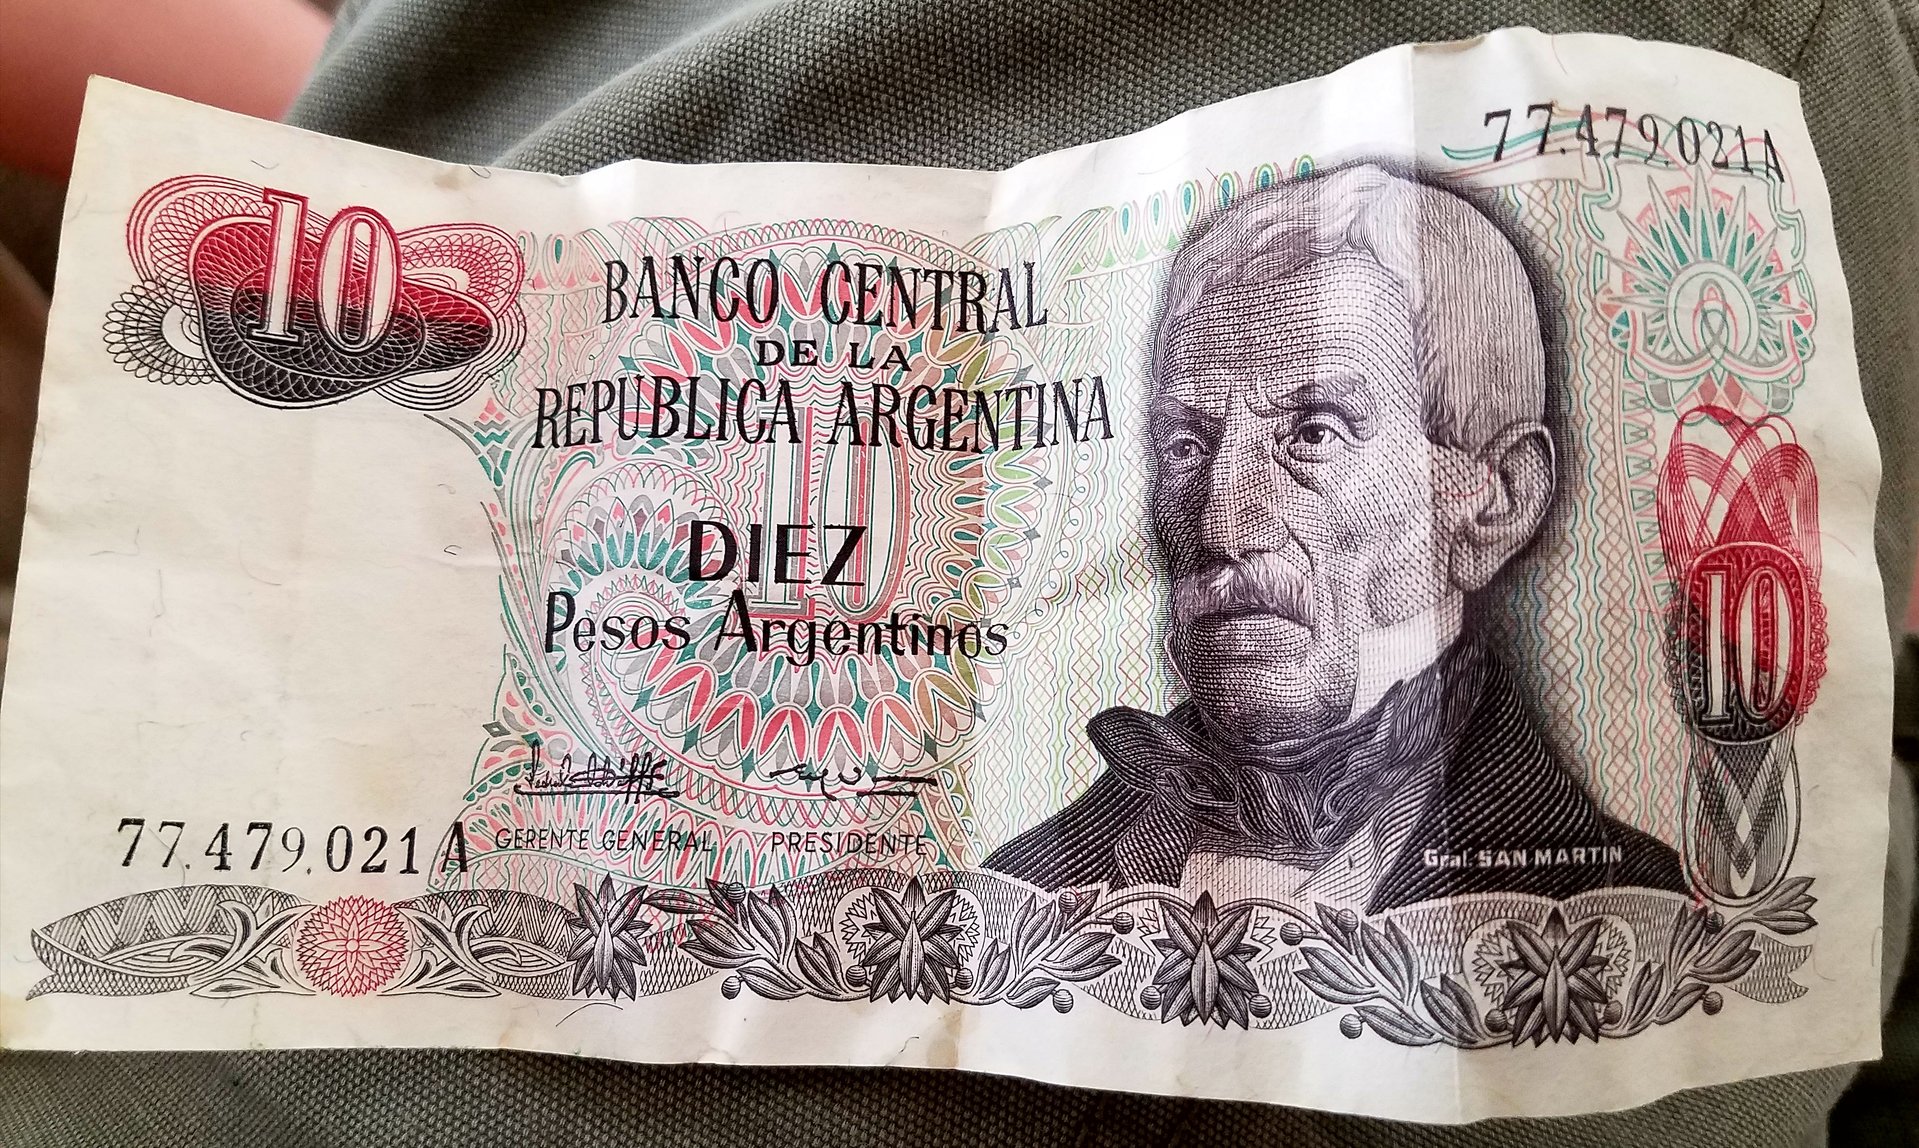 77.479.021A
10
BANCO CENTRAL
DE LA
REPUBLICA ARGENTINA
10
DIEZ
Pesos Argentinos
10
GERENTE GENERAL PRESIDENTE
77.479.021 A
Gral. SAN MARTIN